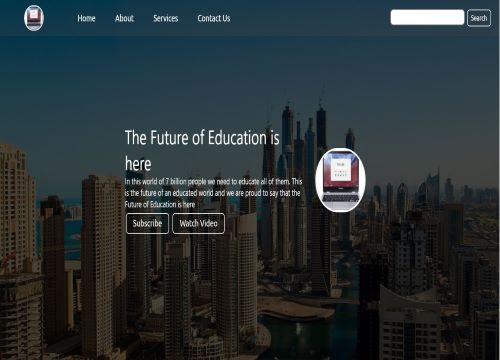 Home About Services Contact Us Search
The Future of Education is
here
In this world of 7 billion people we need to educate all of them. This
is the future of an educated world and we are proud to say that the
Future of Education is here
Subscribe Watch Video